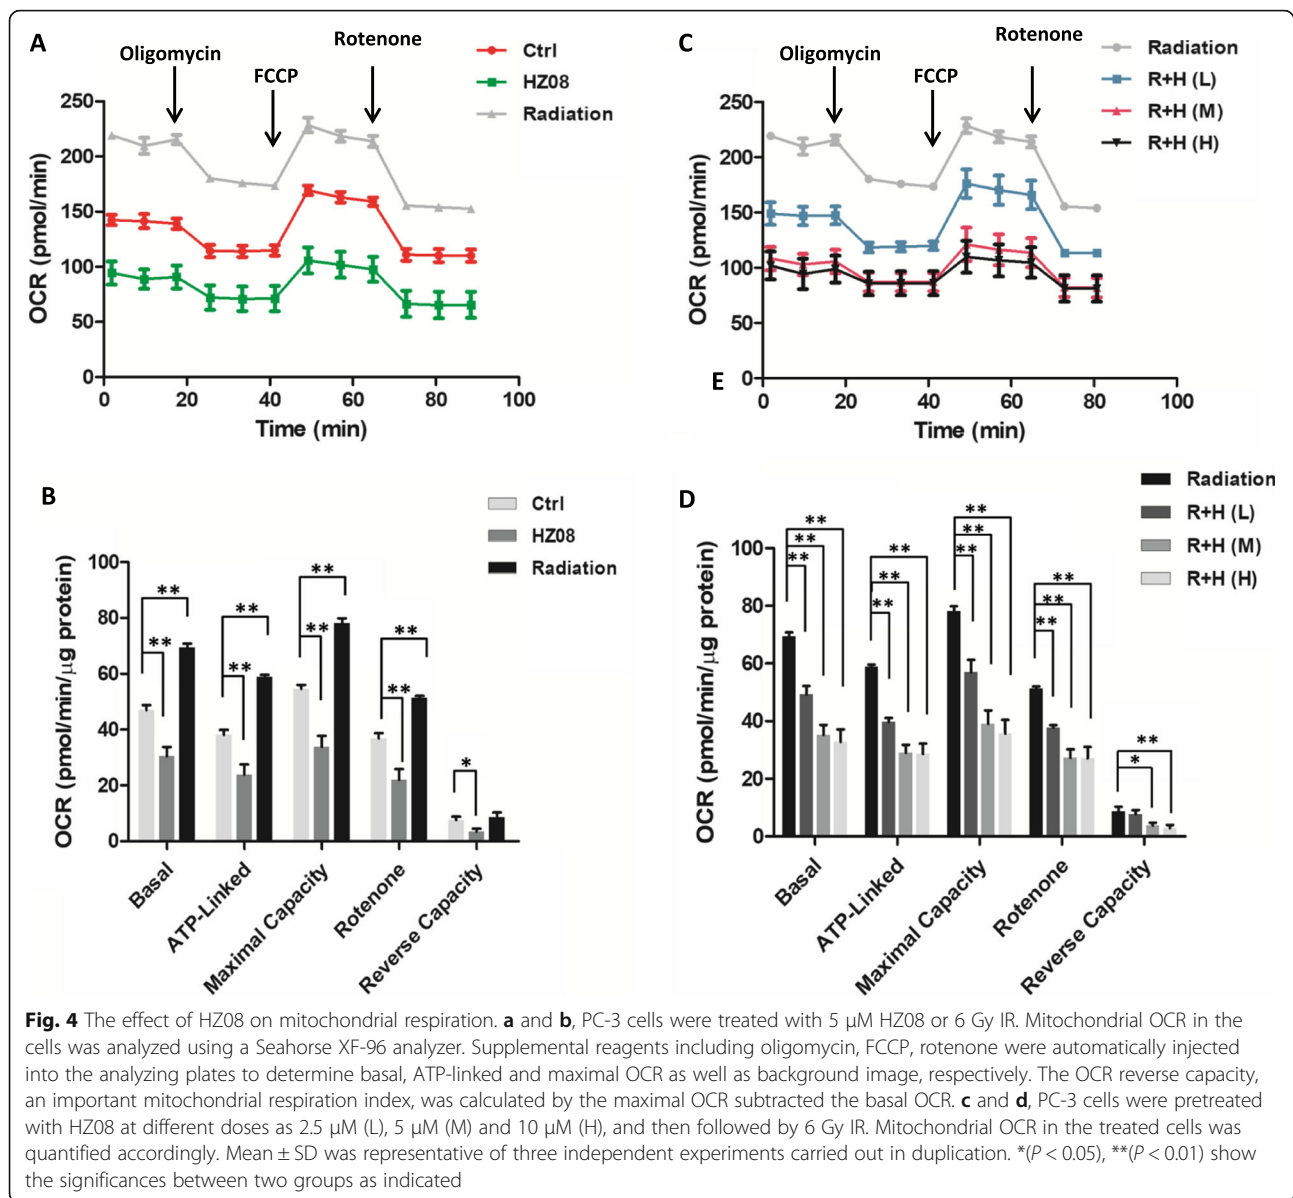 A
Oligomycin
FCCP
Rotenone
Ctrl
HZ08
Radiation
OCR (pmol/min)
250
200
150
100
50
0
0 20 40 60 80 100
Time (min)
C
Oligomycin
FCCP
Rotenone
Radiation
R+H (L)
R+H (M)
R+H (H)
OCR (pmol/min)
250
200
150
100
50
0
E
0 20 40 60 80 100
Time (min)
B
Ctrl
HZ08
Radiation
OCR (pmol/min/μg protein)
100
80
60
40
20
0
** ** ** ** ** ** ** ** *
Basal
ATP-Linked
Maximal Capacity
Rotenone
Reverse Capacity
D
Radiation
R+H (L)
R+H (M)
R+H (H)
OCR (pmol/min/μg protein)
100
80
60
40
20
0
** ** ** ** ** ** ** ** ** ** ** ** ** *
Basal
ATP-Linked
Maximal Capacity
Rotenone
Reverse Capacity
Fig. 4 The effect of HZ08 on mitochondrial respiration. a and b, PC-3 cells were treated with 5 μM HZ08 or 6 Gy IR. Mitochondrial OCR in the
cells was analyzed using a Seahorse XF-96 analyzer. Supplemental reagents including oligomycin, FCCP, rotenone were automatically injected
into the analyzing plates to determine basal, ATP-linked and maximal OCR as well as background image, respectively. The OCR reverse capacity,
an important mitochondrial respiration index, was calculated by the maximal OCR subtracted the basal OCR. c and d, PC-3 cells were pretreated
with HZ08 at different doses as 2.5 μM (L), 5 μM (M) and 10 μM (H), and then followed by 6 Gy IR. Mitochondrial OCR in the treated cells was
quantified accordingly. Mean ± SD was representative of three independent experiments carried out in duplication. *(P < 0.05), **(P < 0.01) show
the significances between two groups as indicated